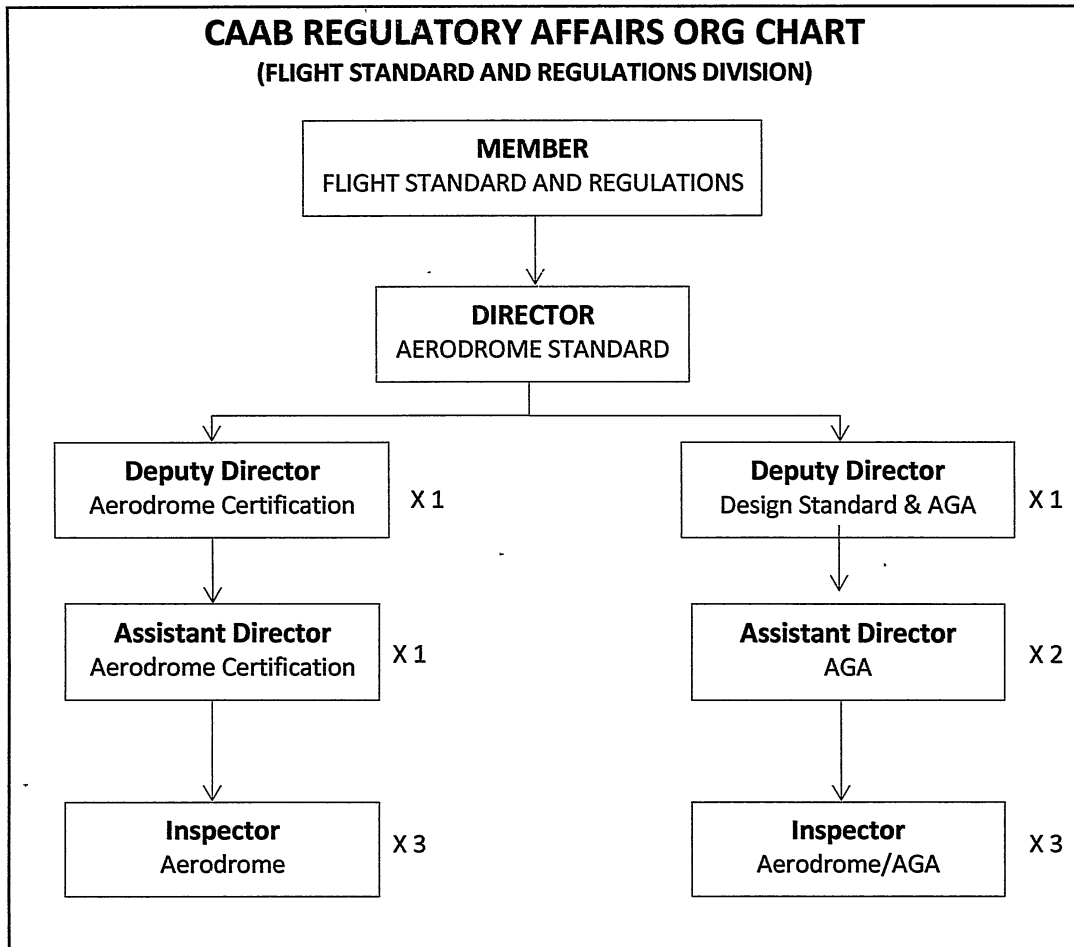 CAAB REGULATORY AFFAIRS ORG CHART
(FLIGHT STANDARD AND REGULATIONS DIVISION)
MEMBER
FLIGHT STANDARD AND REGULATIONS
DIRECTOR
AERODROME STANDARD
Deputy Director
Aerodrome Certification
X 1
Deputy Director
Design Standard & AGA
X 1
Assistant Director
Aerodrome Certification
X 1
Assistant Director
AGA
X 2
Inspector
Aerodrome
X 3
Inspector
Aerodrome/AGA
X 3